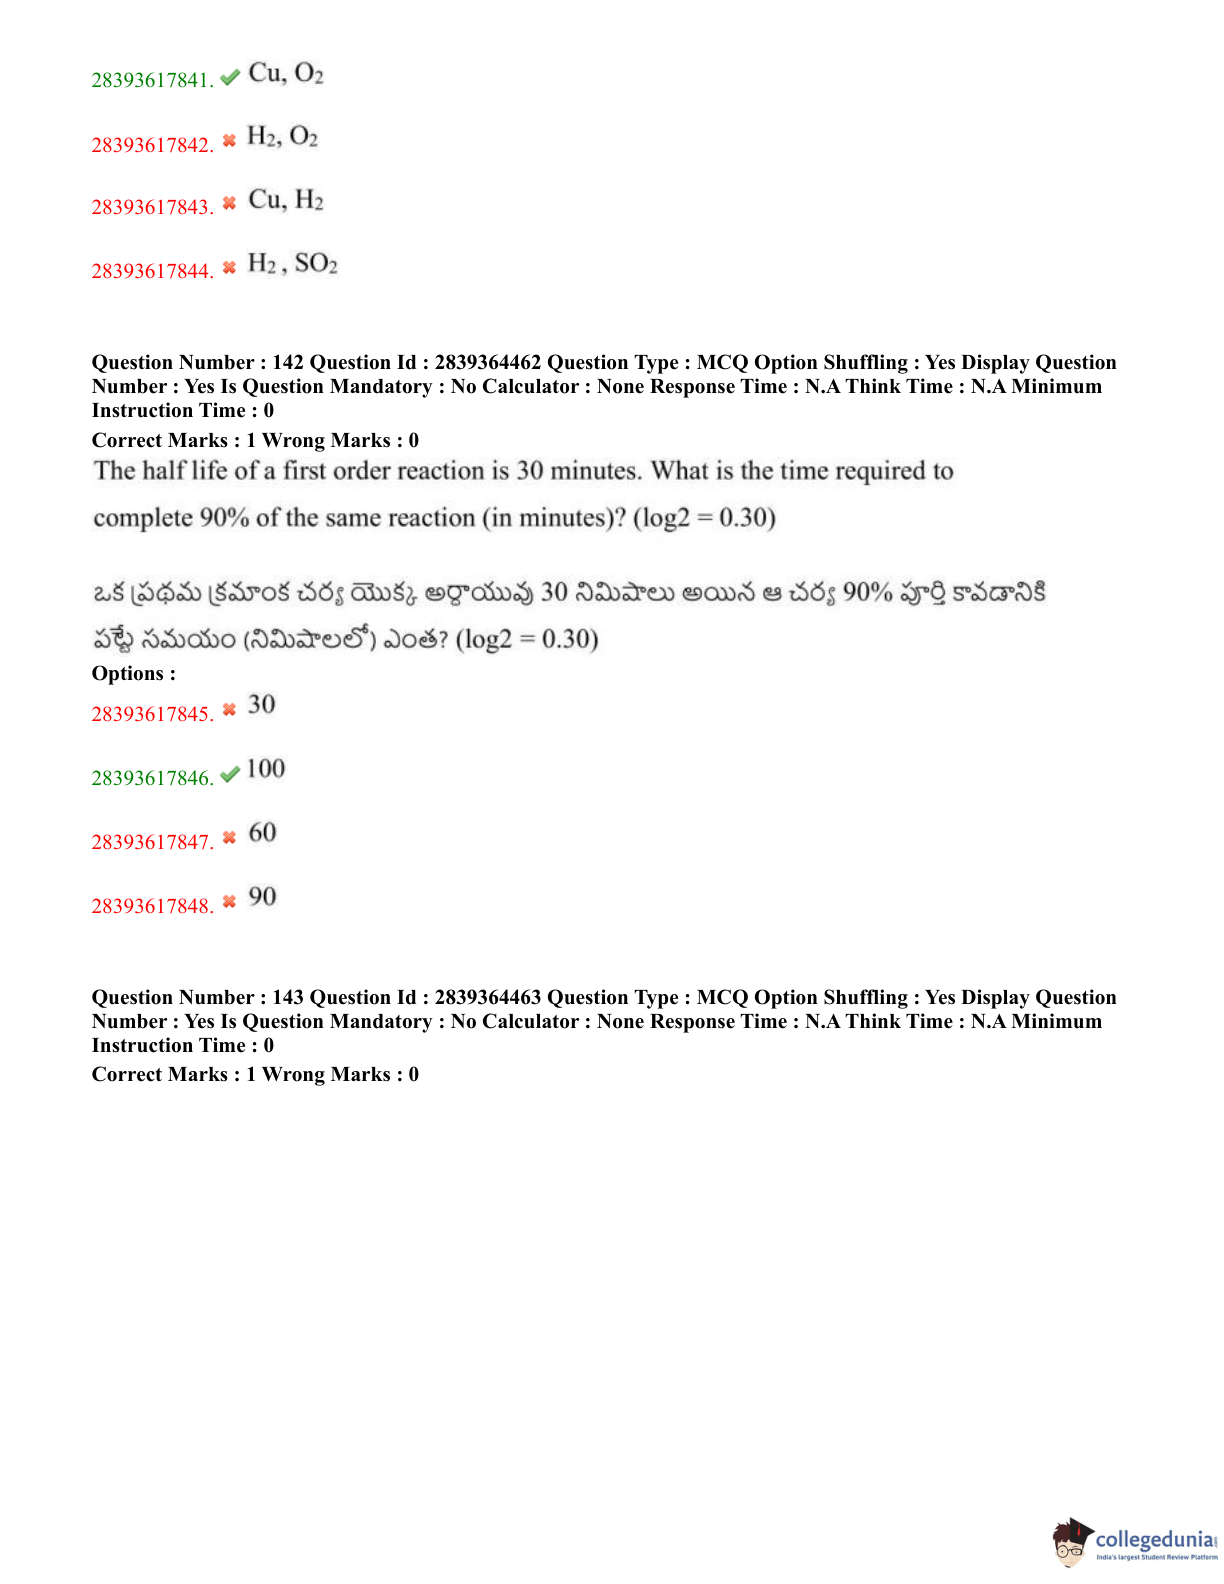 28393617841. Cu, O₂
28393617842. H₂, O₂
28393617843. Cu, H₂
28393617844. H₂ , SO₂
Question Number : 142 Question Id : 2839364462 Question Type : MCQ Option Shuffling : Yes Display Question
Number : Yes Is Question Mandatory : No Calculator : None Response Time : N.A Think Time : N.A Minimum
Instruction Time : 0
Correct Marks : 1 Wrong Marks : 0
The half life of a first order reaction is 30 minutes. What is the time required to
complete 90% of the same reaction (in minutes)? (log2 = 0.30)
ఒక ప్రథమ క్రమాంక చర్య యొక్క అర్ధాయువు 30 నిమిషాలు అయిన ఆ చర్య 90% పూర్తి కావడానికి
పట్టే సమయం (నిమిషాలలో) ఎంత? (log2 = 0.30)
Options :
28393617845. 30
28393617846. 100
28393617847. 60
28393617848. 90
Question Number : 143 Question Id : 2839364463 Question Type : MCQ Option Shuffling : Yes Display Question
Number : Yes Is Question Mandatory : No Calculator : None Response Time : N.A Think Time : N.A Minimum
Instruction Time : 0
Correct Marks : 1 Wrong Marks : 0
collegedunia
India's largest Student Review Platform